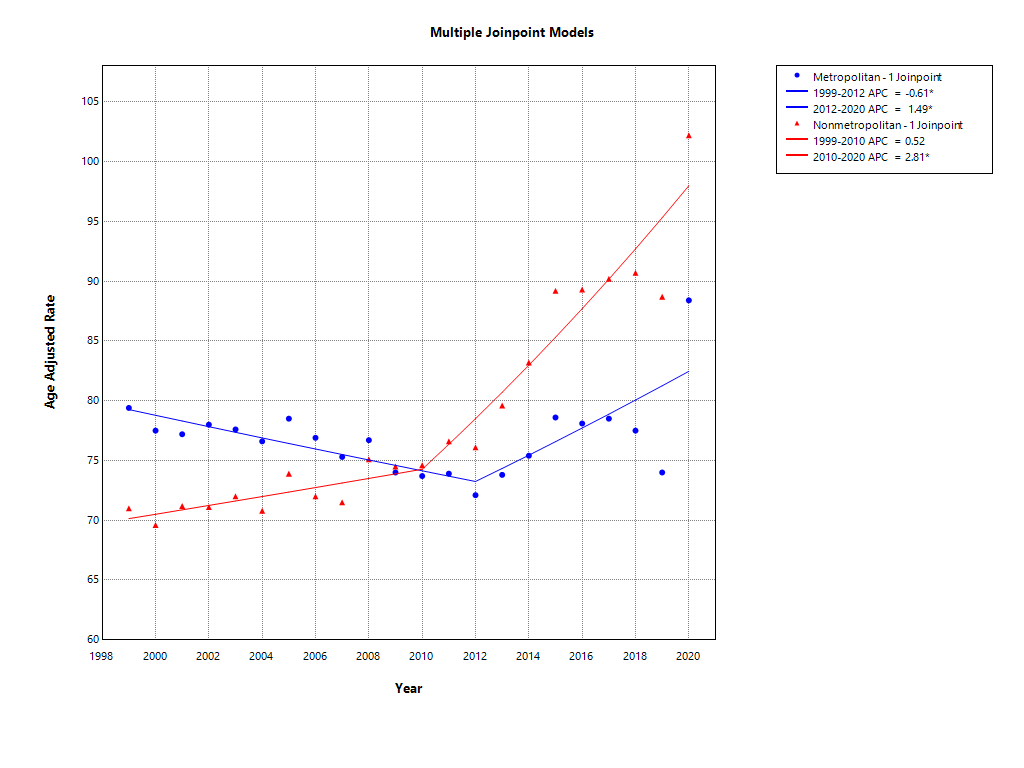 Multiple Joinpoint Models
Metropolitan - 1 Joinpoint
1999-2012 APC = -0.61*
2012-2020 APC = 1.49*
Nonmetropolitan - 1 Joinpoint
1999-2010 APC = 0.52
2010-2020 APC = 2.81*
Age Adjusted Rate
105
100
95
90
85
80
75
70
65
60
1998 2000 2002 2004 2006 2008 2010 2012 2014 2016 2018 2020
Year